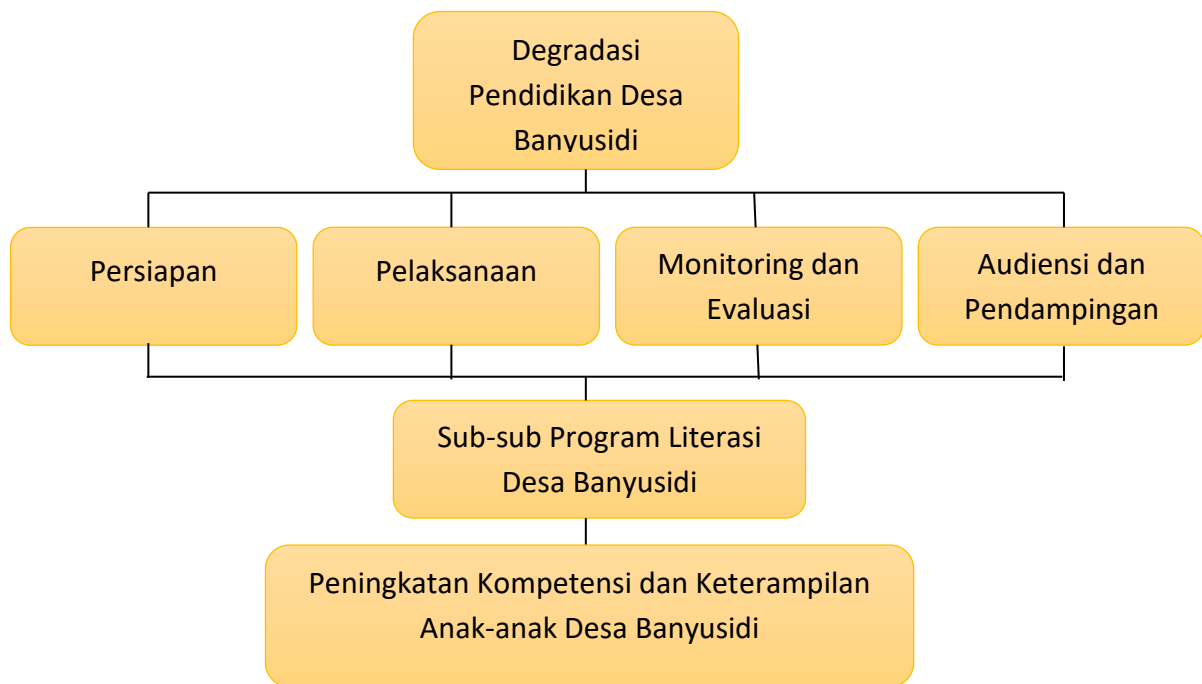 Degradasi
Pendidikan Desa
Banyusidi
Persiapan
Pelaksanaan
Monitoring dan
Evaluasi
Audiensi dan
Pendampingan
Sub-sub Program Literasi
Desa Banyusidi
Peningkatan Kompetensi dan Keterampilan
Anak-anak Desa Banyusidi